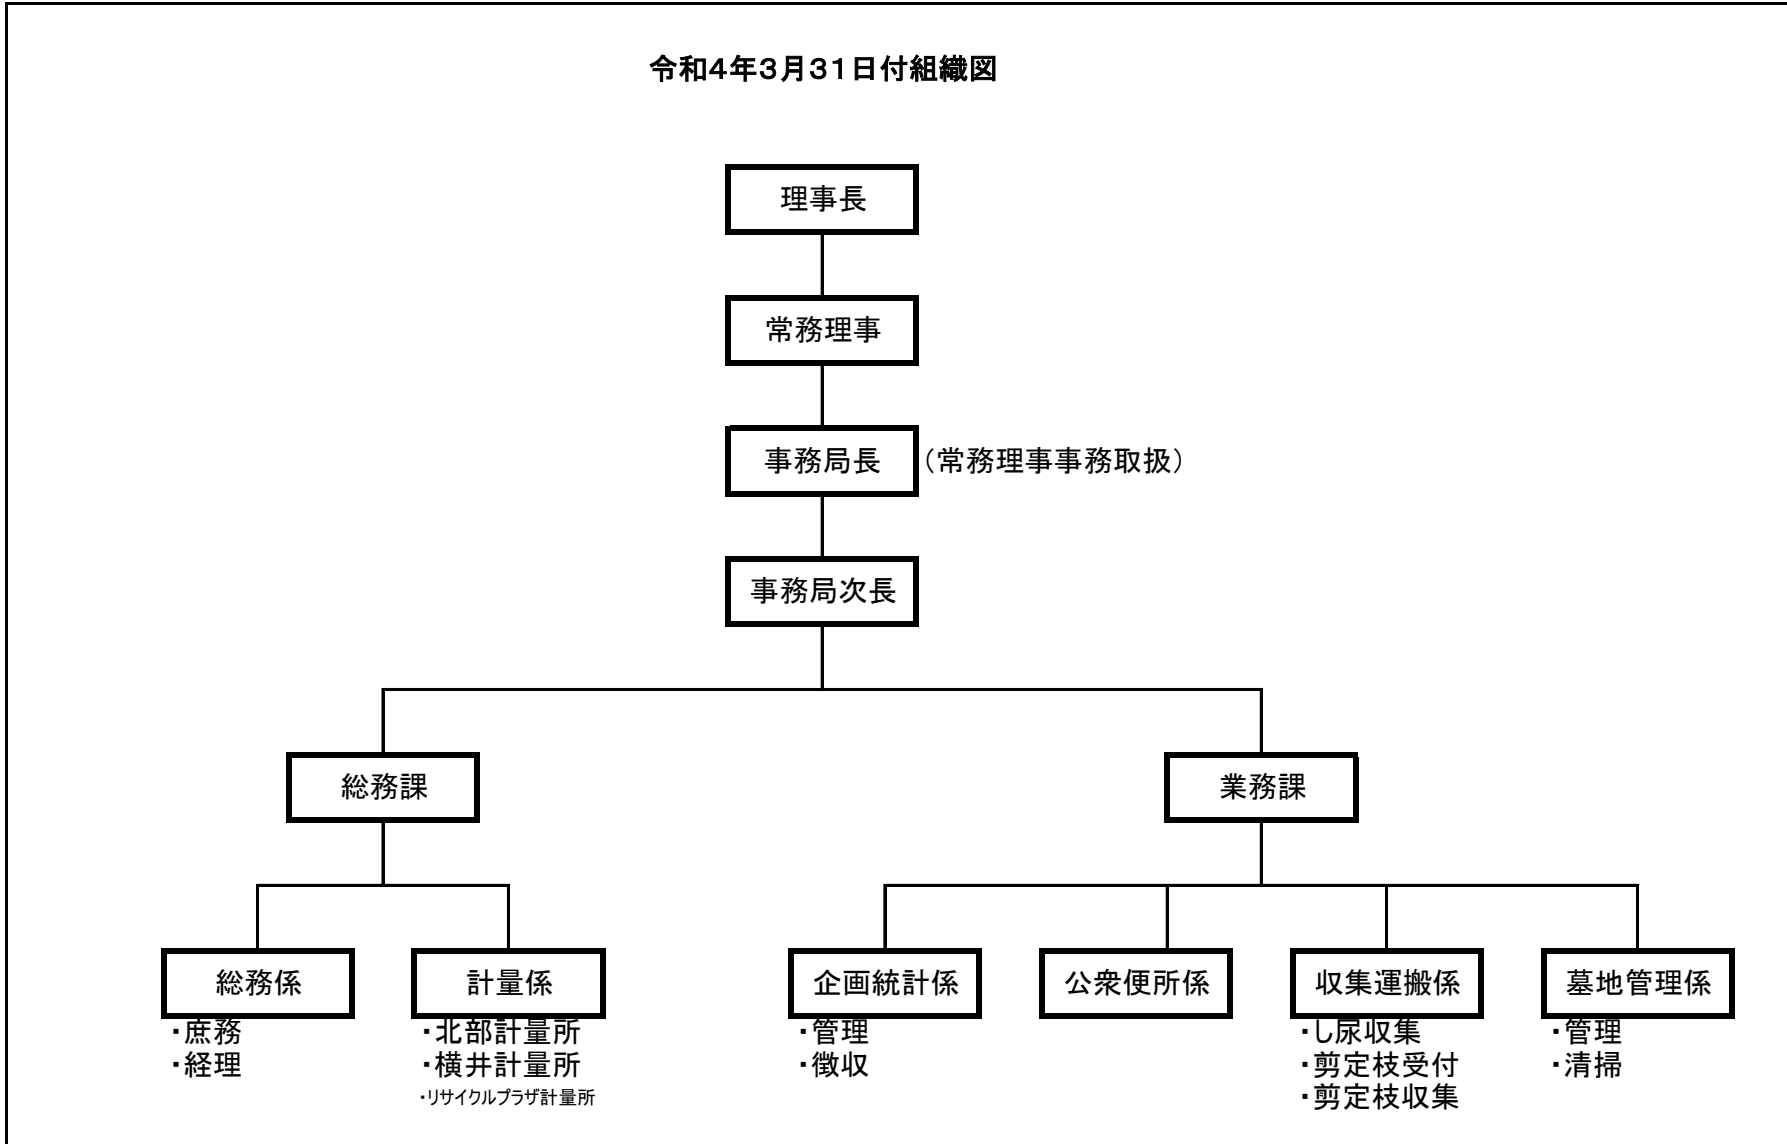 令和4年3月31日付組織図
理事長
常務理事
事務局長 (常務理事事務取扱)
事務局次長
総務課 業務課
総務係 計量係 企画統計係 公衆便所係 収集運搬係 墓地管理係
・庶務 ・北部計量所 ・管理 ・し尿収集 ・管理
・経理 ・横井計量所 ・徴収 ・剪定枝受付 ・清掃
・リサイクルプラザ計量所 ・剪定枝収集